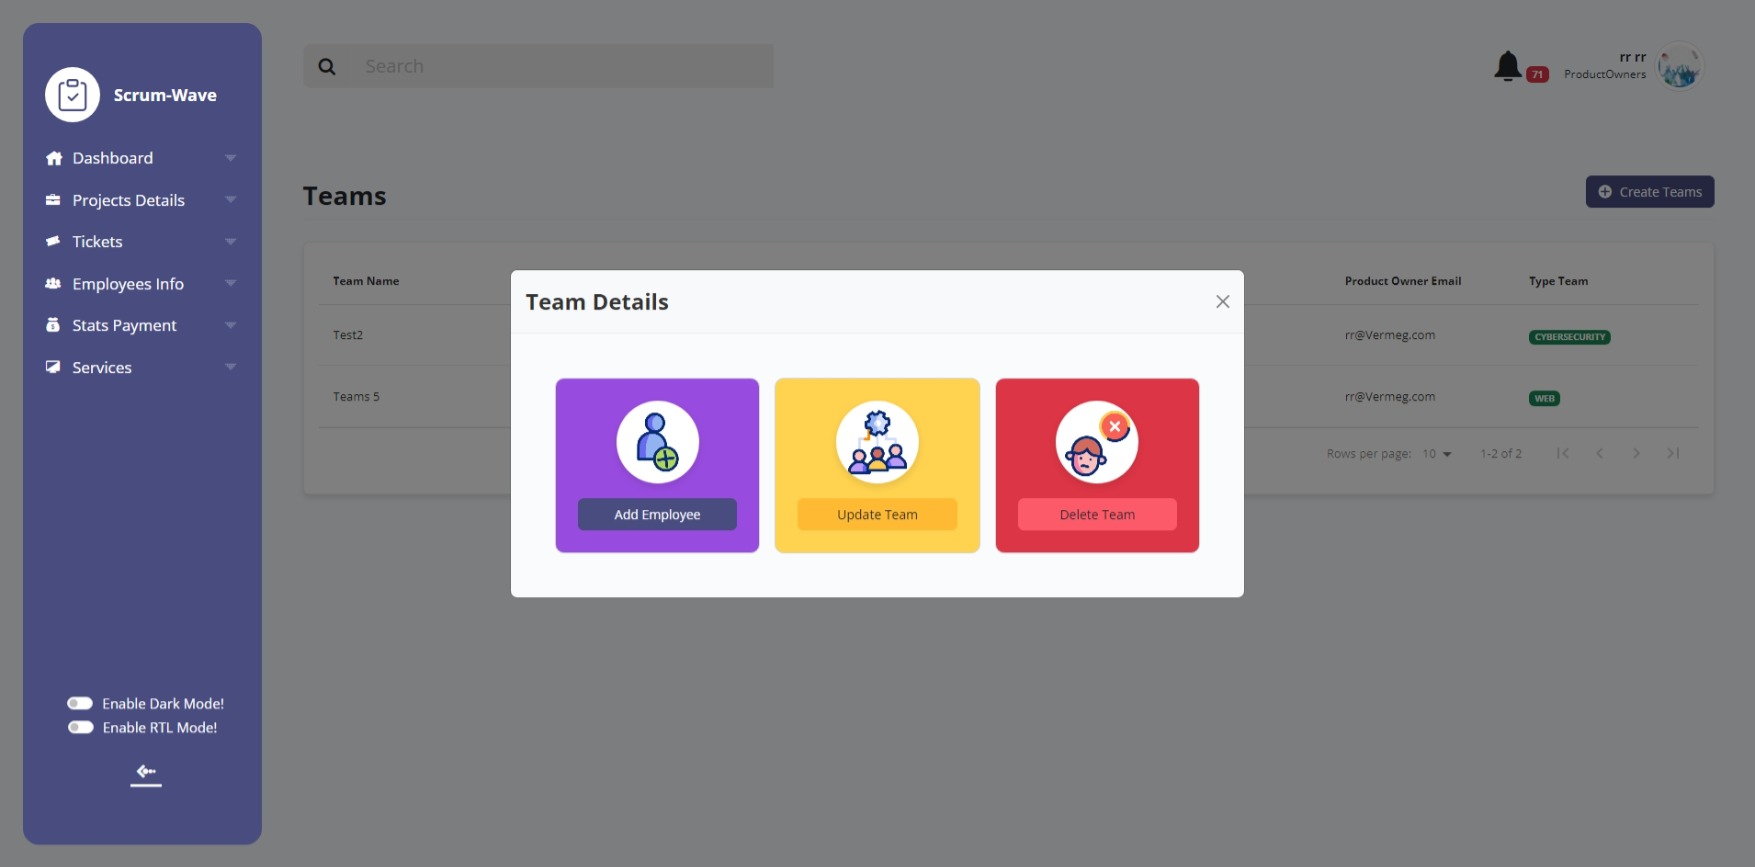 Scrum-Wave
Dashboard
Projects Details
Tickets
Employees Info
Stats Payment
Services
Enable Dark Mode!
Enable RTL Mode!
Search
71
rr rr
ProductOwners
Teams
Create Teams
Team Name
Product Owner Email
Type Team
Test2
rr@Vermeg.com
CYBERSECURITY
Teams 5
rr@Vermeg.com
WEB
Rows per page: 10
1-2 of 2
Team Details
Add Employee
Update Team
Delete Team